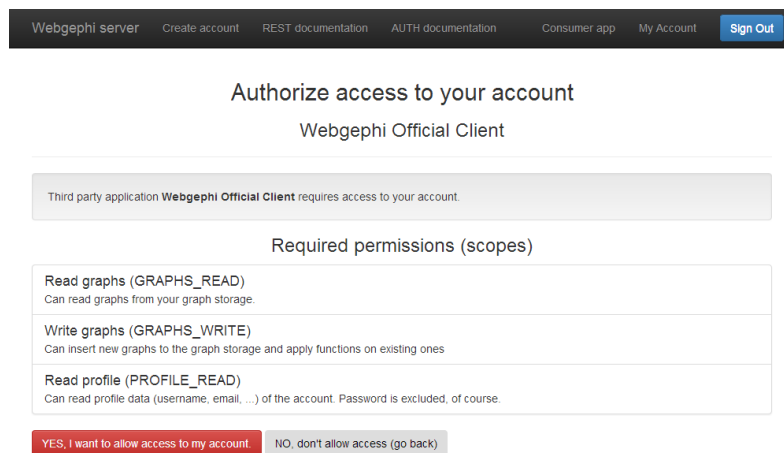 Webgephi server Create account REST documentation AUTH documentation Consumer app My Account Sign Out
Authorize access to your account
Webgephi Official Client
Third party application Webgephi Official Client requires access to your account.
Required permissions (scopes)
Read graphs (GRAPHS_READ)
Can read graphs from your graph storage.
Write graphs (GRAPHS_WRITE)
Can insert new graphs to the graph storage and apply functions on existing ones
Read profile (PROFILE_READ)
Can read profile data (username, email, ...) of the account. Password is excluded, of course.
YES, I want to allow access to my account. NO, don't allow access (go back)